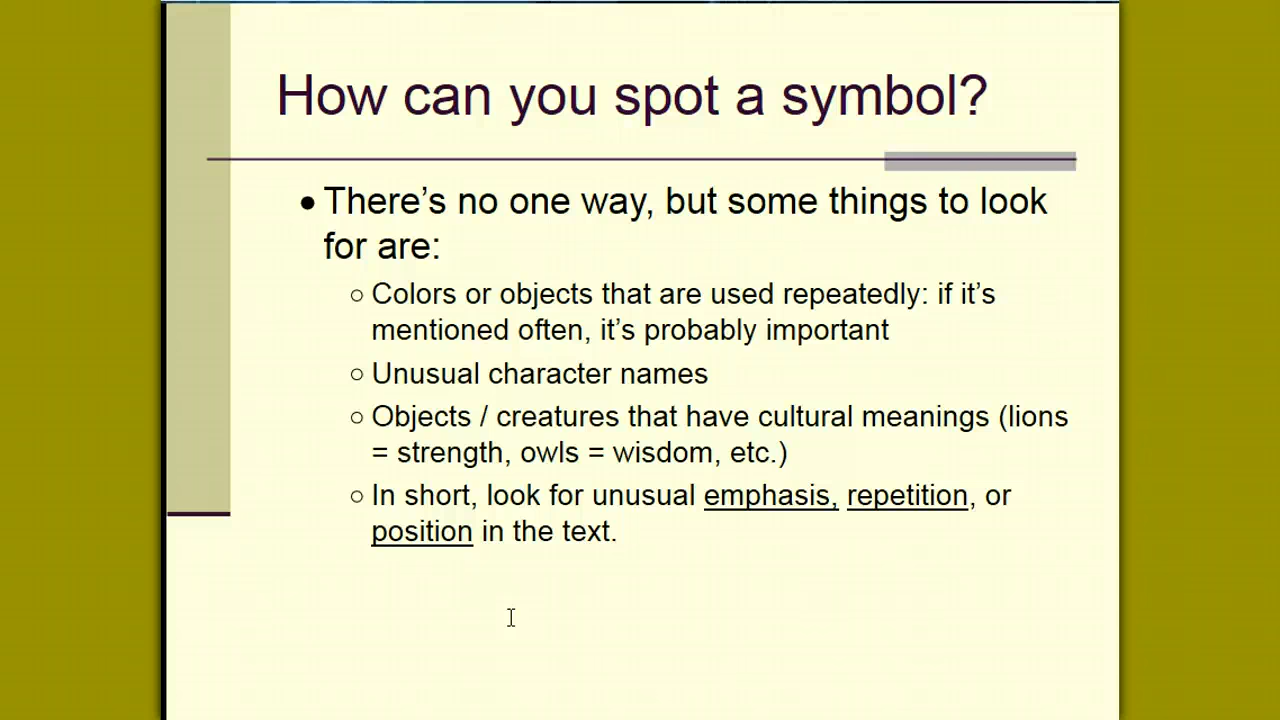 How can you spot a symbol?
• There's no one way, but some things to look
for are:
○ Colors or objects that are used repeatedly: if it's
mentioned often, it's probably important
○ Unusual character names
○ Objects / creatures that have cultural meanings (lions
= strength, owls = wisdom, etc.)
○ In short, look for unusual emphasis, repetition, or
position in the text.